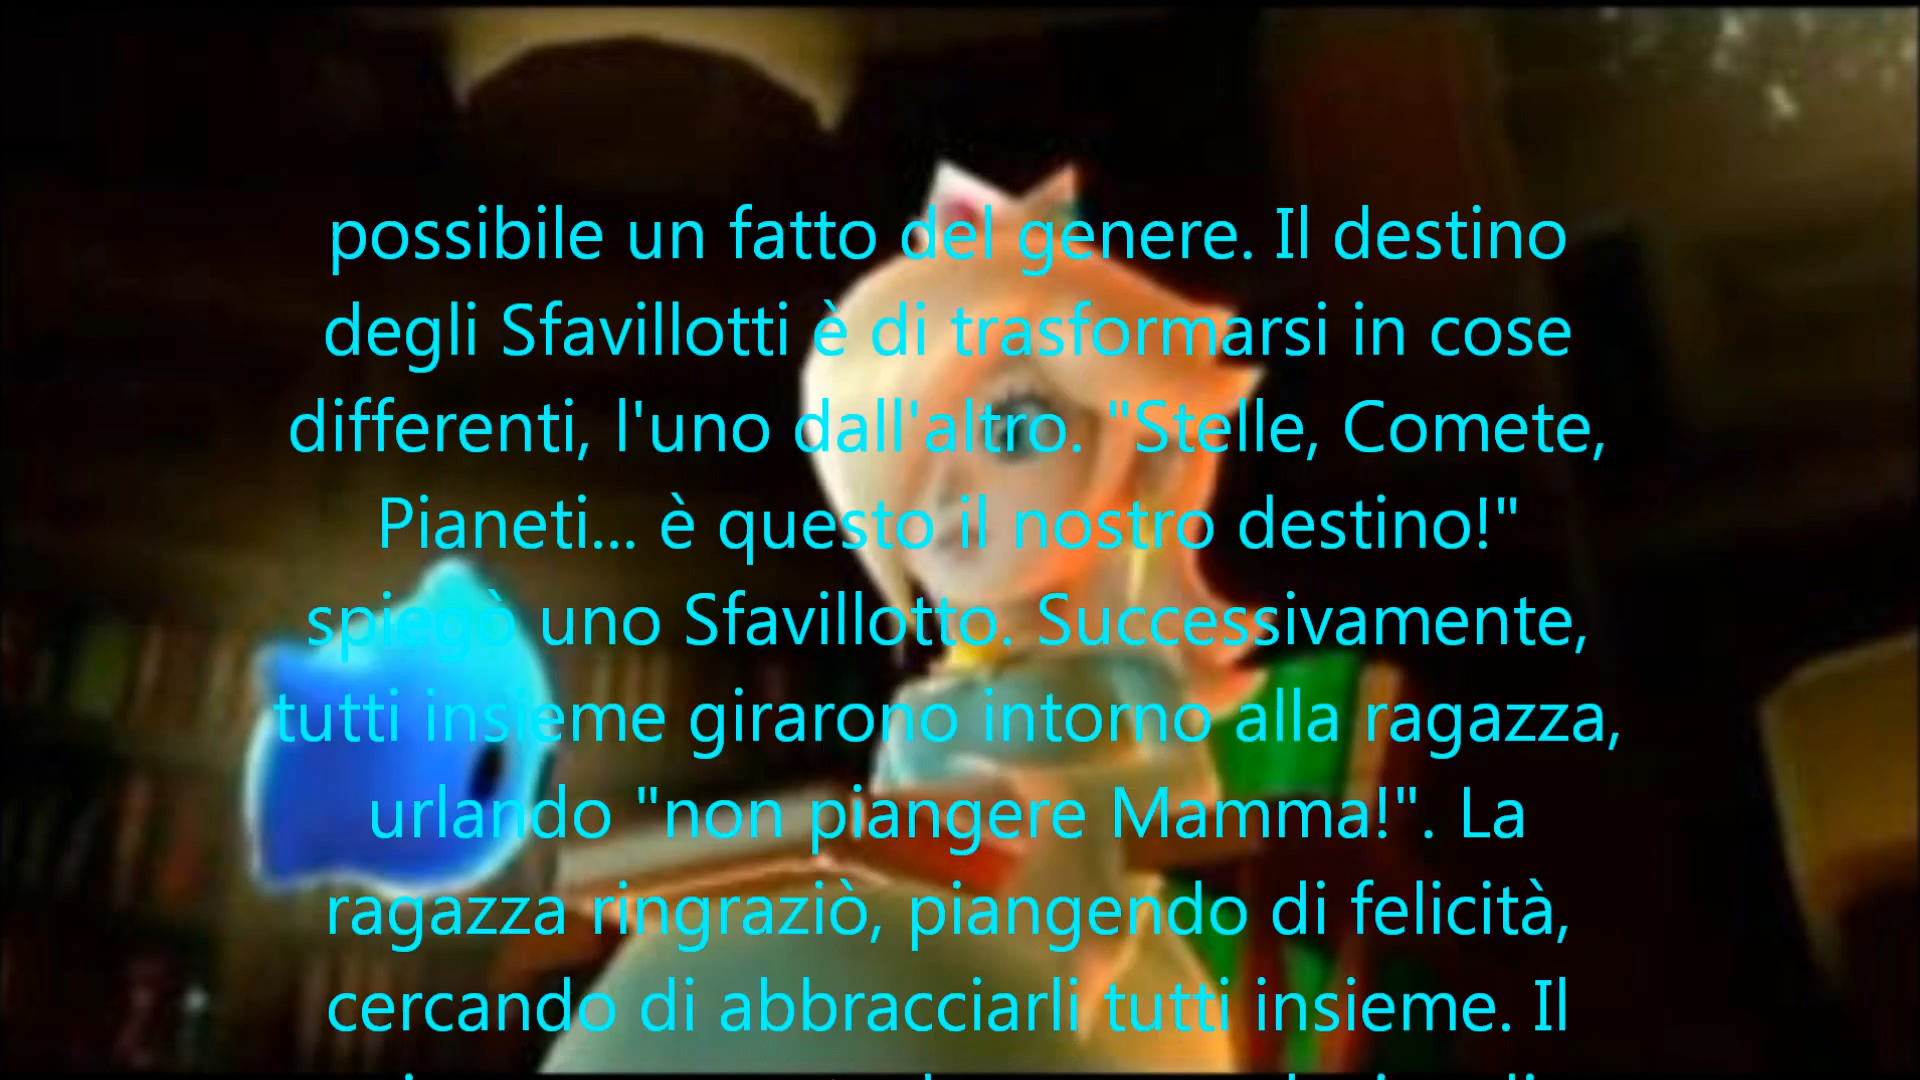 possibile un fatto del genere. Il destino
degli Sfavillotti è di trasformarsi in cose
differenti, l'uno dall'altro. "Stelle, Comete,
Pianeti... è questo il nostro destino!"
spiegò uno Sfavillotto. Successivamente,
tutti insieme girarono intorno alla ragazza,
urlando "non piangere Mamma!". La
ragazza ringraziò, piangendo di felicità,
cercando di abbracciarli tutti insieme. Il